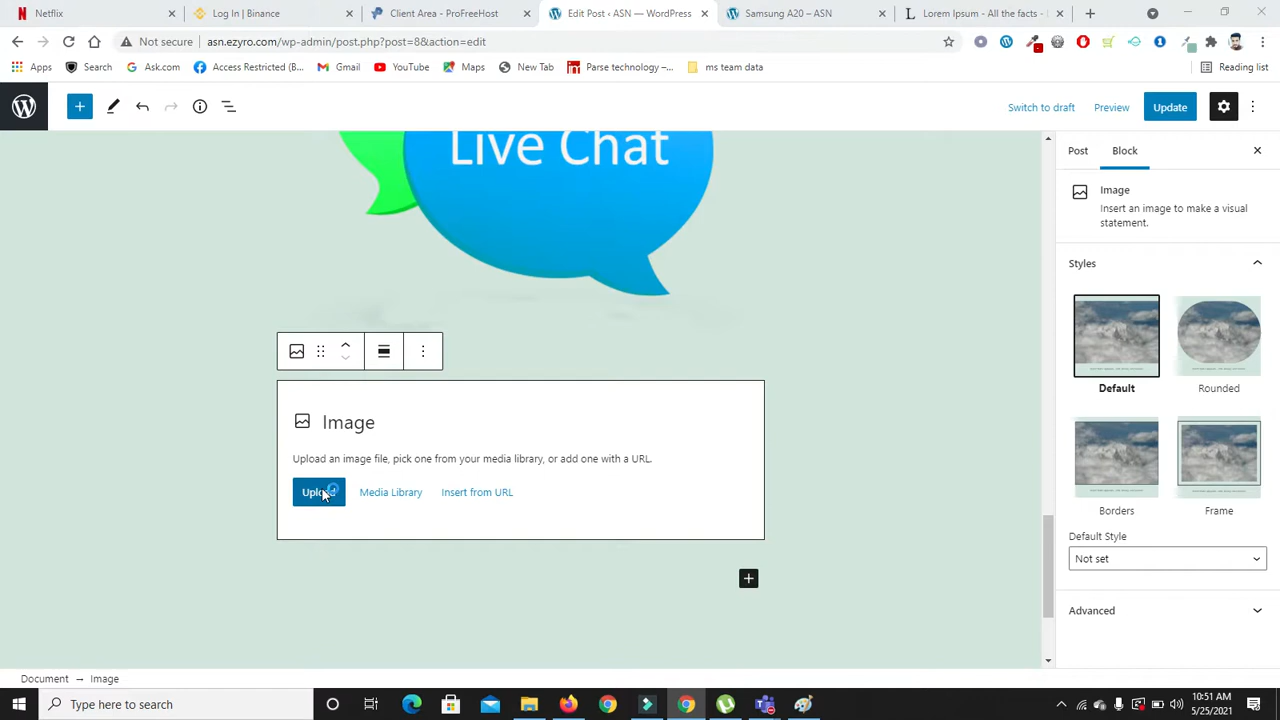 Netflix
Log In | Binance
Client Area - ProFreeHost
Edit Post ‹ ASN — WordPress
Samsung A20 – ASN
Lorem Ipsum - All the facts -
Not secure
asn.ezyro.com/wp-admin/post.php?post=8&action=edit
Apps
Search
Ask.com
Access Restricted (B...
Gmail
YouTube
Maps
New Tab
Parse technology –...
ms team data
Reading list
Switch to draft
Preview
Update
Live Chat
Post
Block
Image
Insert an image to make a visual
statement.
Styles
Default
Rounded
Borders
Frame
Default Style
Not set
Advanced
Image
Upload an image file, pick one from your media library, or add one with a URL.
Upload
Media Library
Insert from URL
Document → Image
Type here to search
10:51 AM
5/25/2021